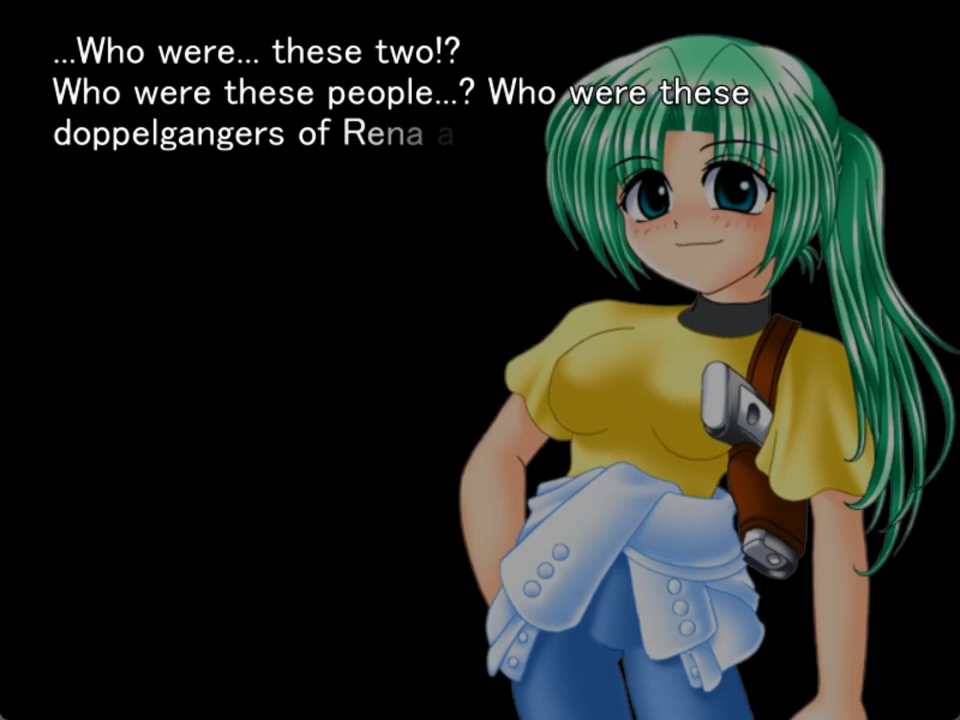 ...Who were... these two!?
Who were these people...? Who were these
doppelgangers of Rena a